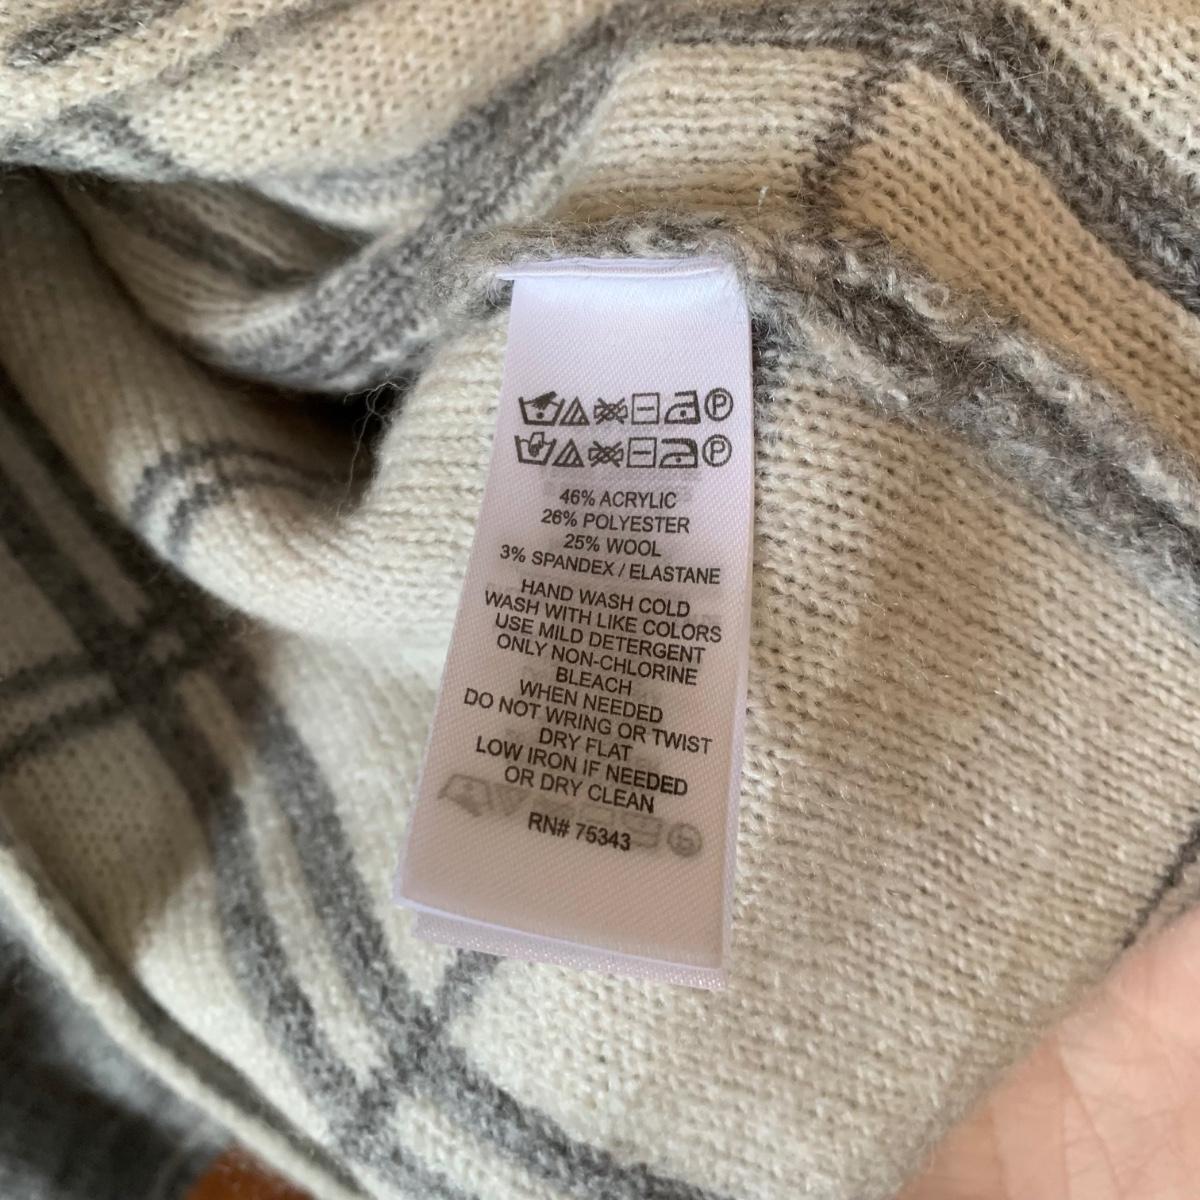 P
P
46% ACRYLIC
26% POLYESTER
25% WOOL
3% SPANDEX / ELASTANE
HAND WASH COLD
WASH WITH LIKE COLORS
USE MILD DETERGENT
ONLY NON-CHLORINE
BLEACH
WHEN NEEDED
DO NOT WRING OR TWIST
DRY FLAT
LOW IRON IF NEEDED
OR DRY CLEAN
RN# 75343